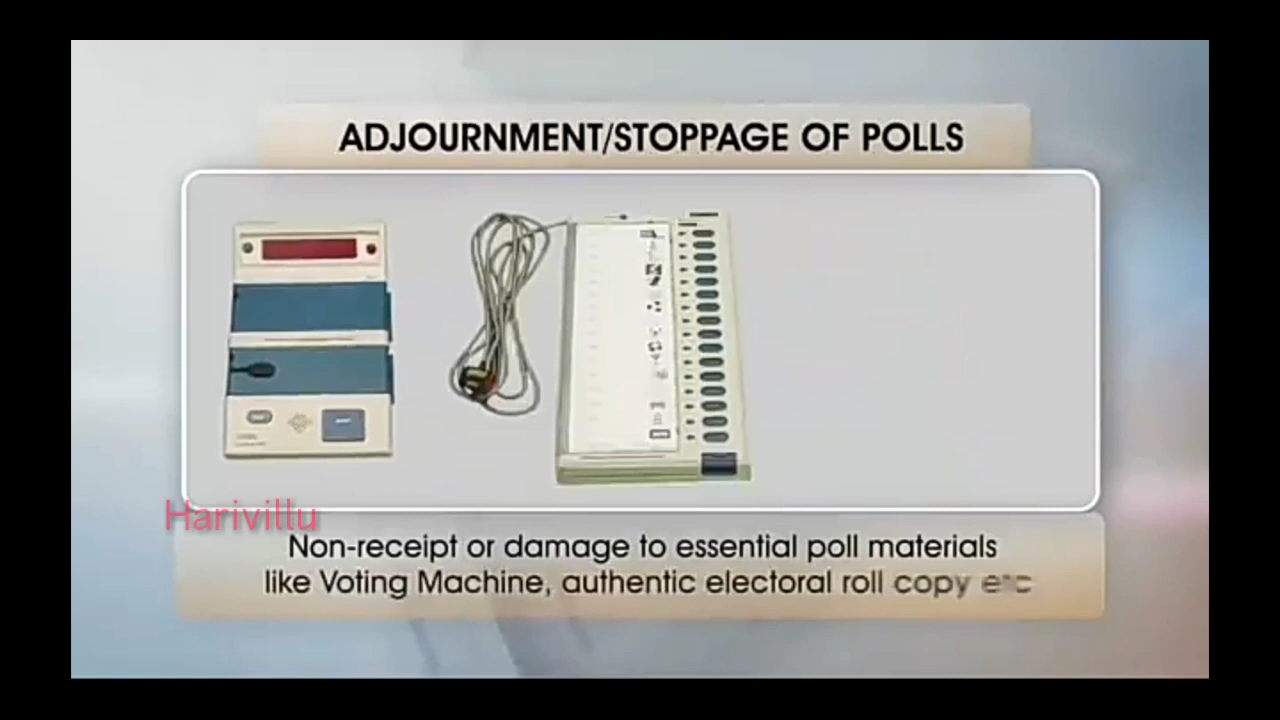 ADJOURNMENT/STOPPAGE OF POLLS
Harivillu
Non-receipt or damage to essential poll materials
like Voting Machine, authentic electoral roll copy etc